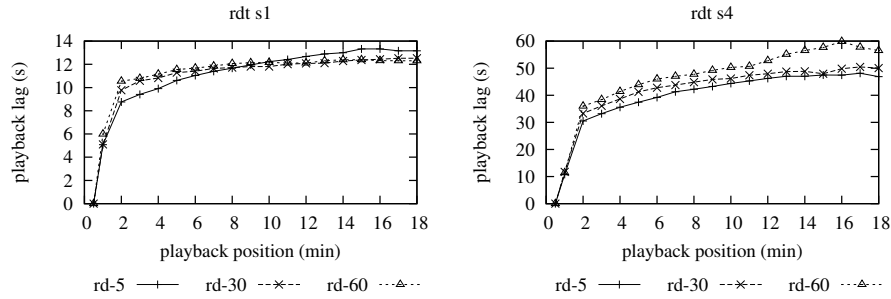 rdt s1
14
12
10
8
6
4
2
0
playback lag (s)
0 2 4 6 8 10 12 14 16 18
playback position (min)
rd-5 rd-30 rd-60
rdt s4
60
50
40
30
20
10
0
playback lag (s)
0 2 4 6 8 10 12 14 16 18
playback position (min)
rd-5 rd-30 rd-60